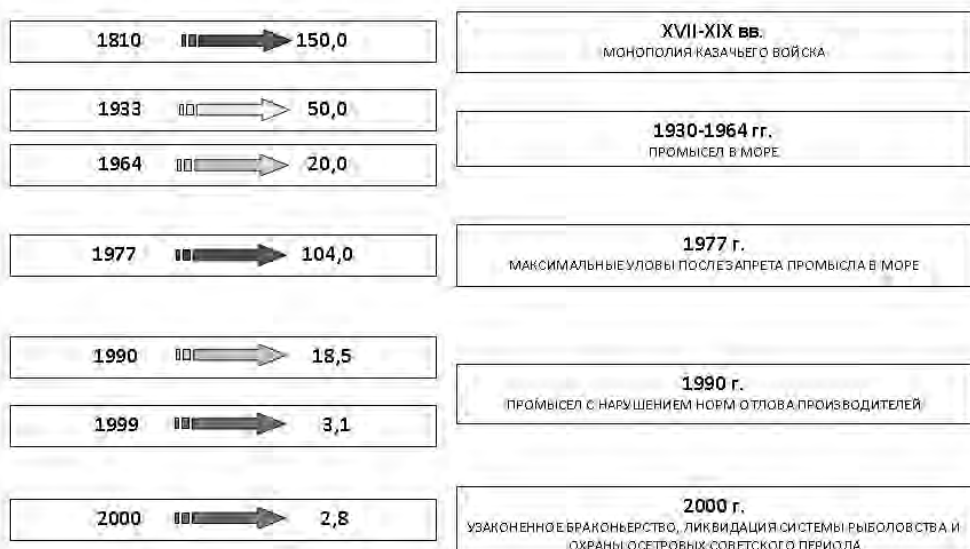 1810 150,0
XVII-XIX вв.
МОНОПОЛИЯ КАЗАЧЬЕГО ВОЙСКА
1933 50,0
1964 20,0
1930-1964 гг.
ПРОМЫСЕЛ В МОРЕ
1977 104,0
1977 г.
МАКСИМАЛЬНЫЕ УЛОВЫ ПОСЛЕ ЗАПРЕТА ПРОМЫСЛА В МОРЕ
1990 18,5
1999 3,1
1990 г.
ПРОМЫСЕЛ С НАРУШЕНИЕМ НОРМ ОТЛОВА ПРОИЗВОДИТЕЛЕЙ
2000 2,8
2000 г.
УЗАКОНЕННОЕ БРАКОНЬЕРСТВО, ЛИКВИДАЦИЯ СИСТЕМЫ РЫБОЛОВСТВА И
ОХРАНЫ ОСЕТРОВЫХ СОВЕТСКОГО ПЕРИОДА